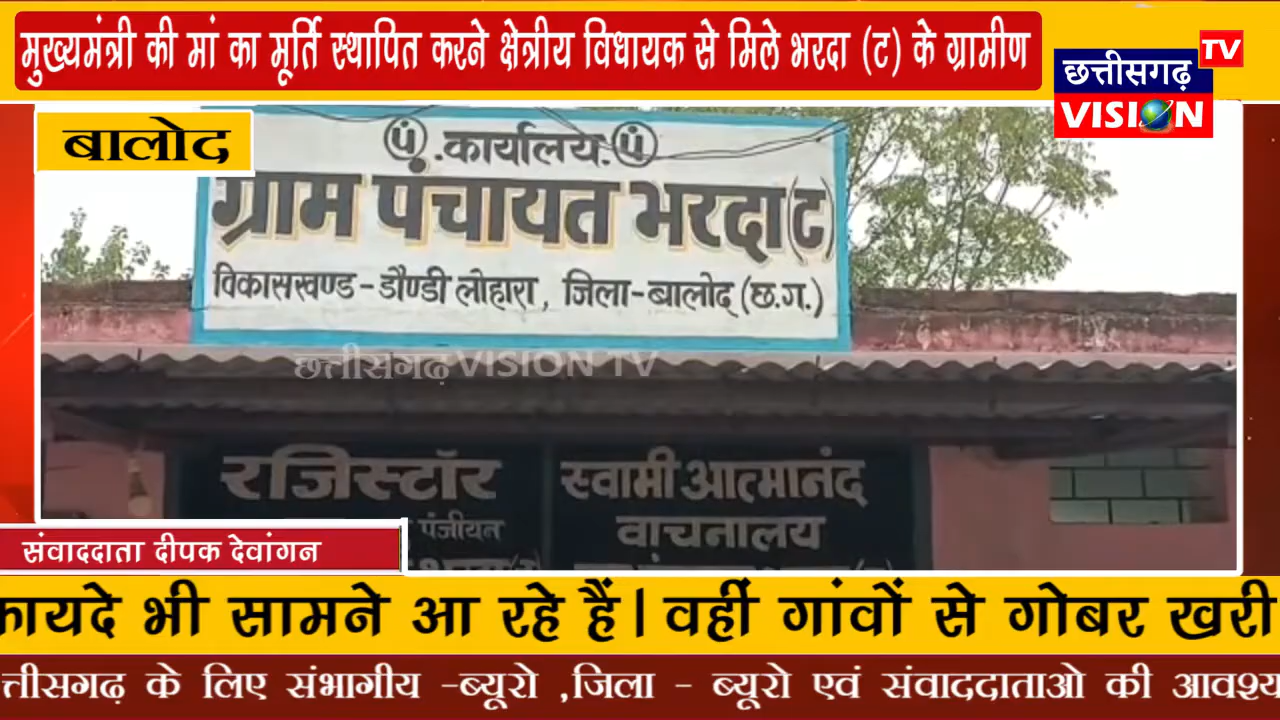 मुख्यमंत्री की मां का मूर्ति स्थापित करने क्षेत्रीय विधायक से मिले भरदा (ट) के ग्रामीण
TV
छत्तीसगढ़
VISION
बालोद
पं .कार्यालय. पं
ग्राम पंचायत भरदा(ट)
विकासखण्ड - डौण्डी लोहारा, जिला - बालोद (छ.ग.)
छत्तीसगढ़ VISION TV
रजिस्टॉर
पंजीयन
स्वामी आत्मानंद
वाचनालय
संवाददाता दीपक देवांगन
ायदे भी सामने आ रहे हैं। वहीं गांवों से गोबर खरी
त्तीसगढ़ के लिए संभागीय -ब्यूरो ,जिला - ब्यूरो एवं संवाददाताओ की आवश्य